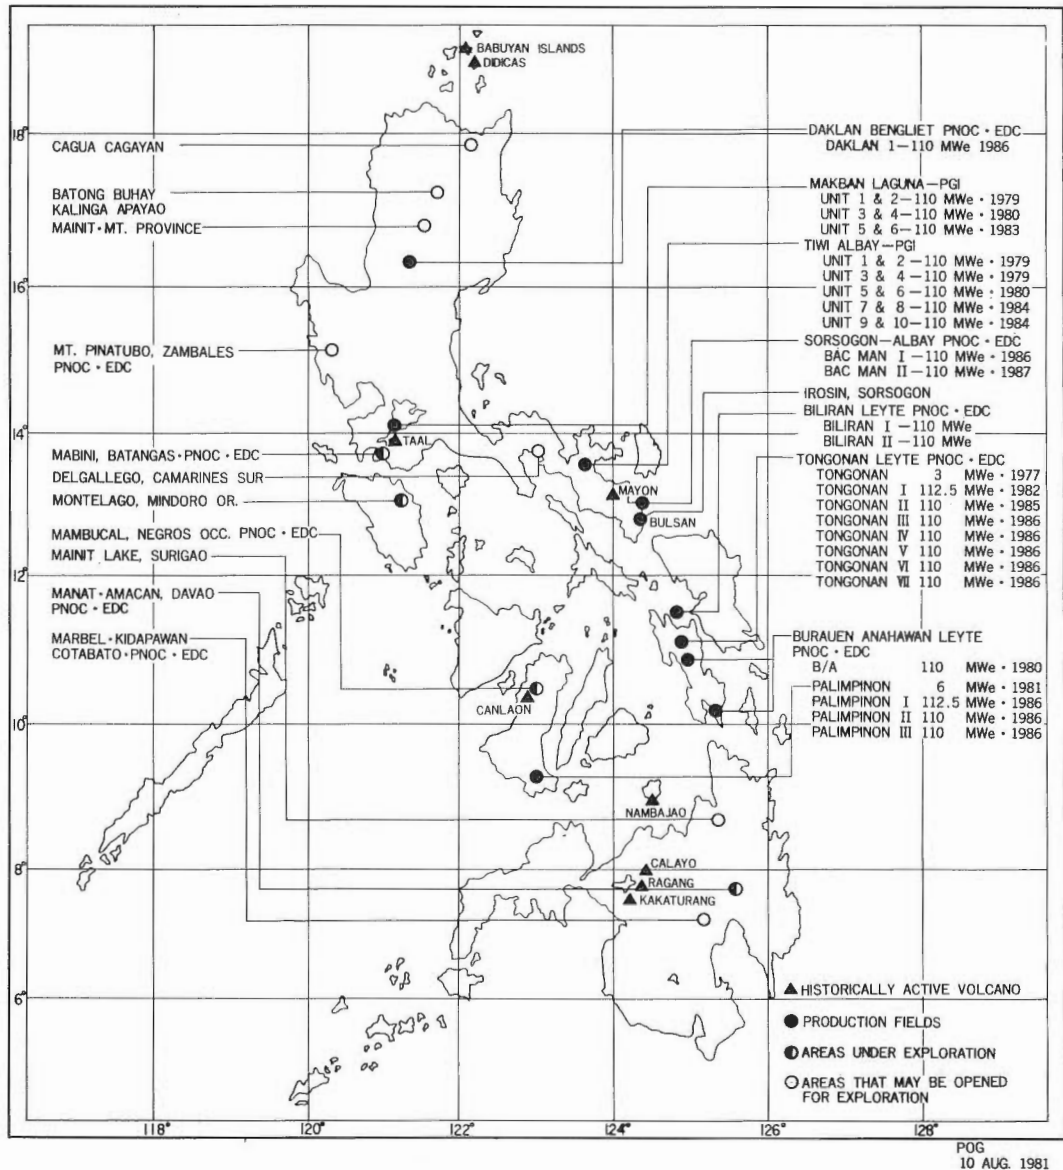 BABUYAN ISLANDS
DIDICAS
18°
CAGUA CAGAYAN
BATONG BUHAY
KALINGA APAYAO
MAINIT•MT. PROVINCE
16°
MT. PINATUBO, ZAMBALES
PNOC•EDC
14°
TAAL
MABINI, BATANGAS•PNOC•EDC
DELGALLEGO, CAMARINES SUR
MONTELAGO, MINDORO OR.
MAMBUCAL, NEGROS OCC. PNOC•EDC
MAINIT LAKE, SURIGAO
12°
MANAT-AMACAN, DAVAO
PNOC•EDC
MARBEL-KIDAPAWAN
COTABATO•PNOC•EDC
10°
8°
6°
MAYON
BULSAN
CANLAON
NAMBAJAO
CALAYO
RAGANG
KAKATURANG
DAKLAN BENGLIET PNOC•EDC
DAKLAN 1—110 MWe 1986
MAKBAN LAGUNA—PGI
UNIT 1 & 2—110 MWe•1979
UNIT 3 & 4—110 MWe•1980
UNIT 5 & 6—110 MWe•1983
TIWI ALBAY—PGI
UNIT 1 & 2—110 MWe•1979
UNIT 3 & 4—110 MWe•1979
UNIT 5 & 6—110 MWe•1980
UNIT 7 & 8—110 MWe•1984
UNIT 9 & 10—110 MWe•1984
SORSOGON—ALBAY PNOC•EDC
BAC MAN I—110 MWe•1986
BAC MAN II—110 MWe•1987
IROSIN, SORSOGON
BILIRAN LEYTE PNOC•EDC
BILIRAN I—110 MWe
BILIRAN II—110 MWe
TONGONAN LEYTE PNOC•EDC
TONGONAN 3 MWe•1977
TONGONAN I 112.5 MWe•1982
TONGONAN II 110 MWe•1985
TONGONAN III 110 MWe•1986
TONGONAN IV 110 MWe•1986
TONGONAN V 110 MWe•1986
TONGONAN VI 110 MWe•1986
TONGONAN VII 110 MWe•1986
BURAUEN ANAHAWAN LEYTE
PNOC•EDC
B/A 110 MWe•1980
PALIMPINON 6 MWe•1981
PALIMPINON I 112.5 MWe•1986
PALIMPINON II 110 MWe•1986
PALIMPINON III 110 MWe•1986
HISTORICALLY ACTIVE VOLCANO
PRODUCTION FIELDS
AREAS UNDER EXPLORATION
AREAS THAT MAY BE OPENED
FOR EXPLORATION
118° 120° 122° 124° 126° 128°
POG
10 AUG. 1981